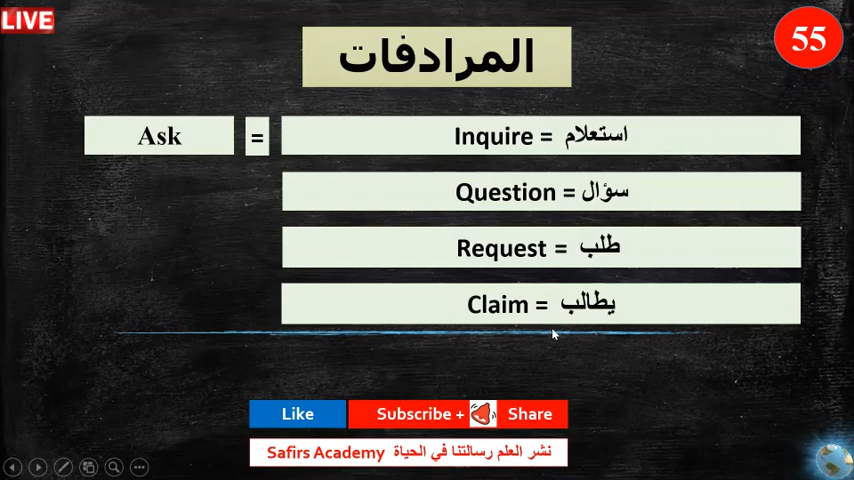 LIVE
المرادفات
55
Ask = Inquire = استعلام
Question = سؤال
Request = طلب
Claim = يطالب
Like Subscribe + Share
Safirs Academy نشر العلم رسالتنا في الحياة